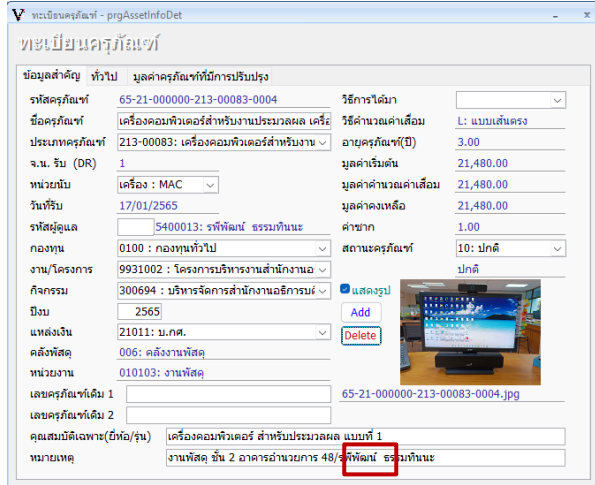 ทะเบียนครุภัณฑ์ - prgAssetInfoDet
ทะเบียนครุภัณฑ์
ข้อมูลสำคัญ ทั่วไป มูลค่าครุภัณฑ์ที่มีการปรับปรุง
รหัสครุภัณฑ์ 65-21-000000-213-00083-0004 วิธีการได้มา
ชื่อครุภัณฑ์ เครื่องคอมพิวเตอร์สำหรับงานประมวลผล เครื่อ วิธีคำนวณค่าเสื่อม L: แบบเส้นตรง
ประเภทครุภัณฑ์ 213-00083: เครื่องคอมพิวเตอร์สำหรับงาน อายุครุภัณฑ์(ปี) 3.00
จ.น. รับ (DR) 1 มูลค่าเริ่มต้น 21,480.00
หน่วยนับ เครื่อง : MAC มูลค่าคำนวณค่าเสื่อม 21,480.00
วันที่รับ 17/01/2565 มูลค่าคงเหลือ 21,480.00
รหัสผู้ดูแล 5400013: รพีพัฒน์ ธรรมทินนะ ค่าซาก 1.00
กองทุน 0100 : กองทุนทั่วไป สถานะครุภัณฑ์ 10: ปกติ
งาน/โครงการ 9931002 : โครงการบริหารงานสำนักงานอ ปกติ
กิจกรรม 300694 : บริหารจัดการสำนักงานอธิการบดี แสดงรูป
ปีงบ 2565 Add
แหล่งเงิน 21011: บ.กศ. Delete
คลังพัสดุ 006: คลังงานพัสดุ
หน่วยงาน 010103: งานพัสดุ
เลขครุภัณฑ์เดิม 1 65-21-000000-213-00083-0004.jpg
เลขครุภัณฑ์เดิม 2
คุณสมบัติเฉพาะ(ยี่ห้อ/รุ่น) เครื่องคอมพิวเตอร์ สำหรับประมวลผล แบบที่ 1
หมายเหตุ งานพัสดุ ชั้น 2 อาคารอำนวยการ 48/รพีพัฒน์ ธรรมทินนะ